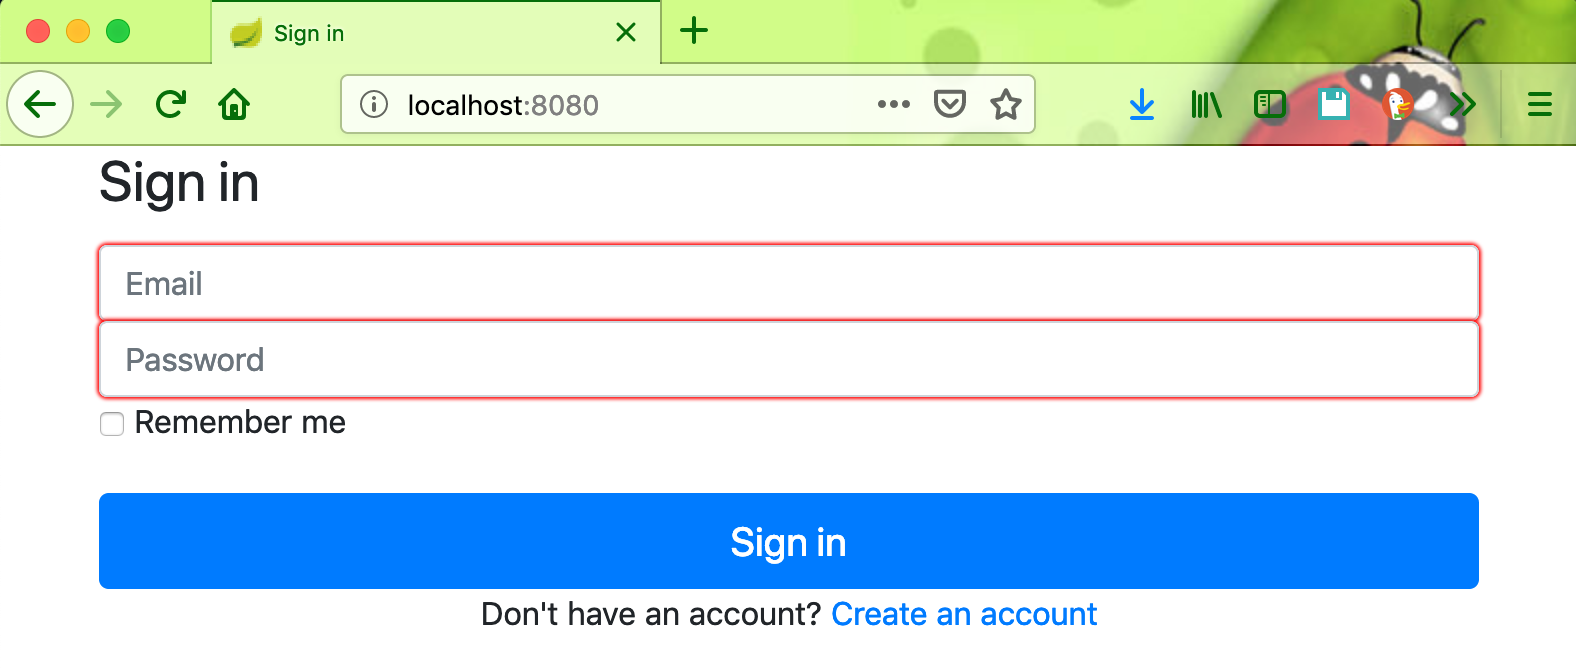 Sign in
localhost:8080
Sign in
Email
Password
Remember me
Sign in
Don't have an account? Create an account